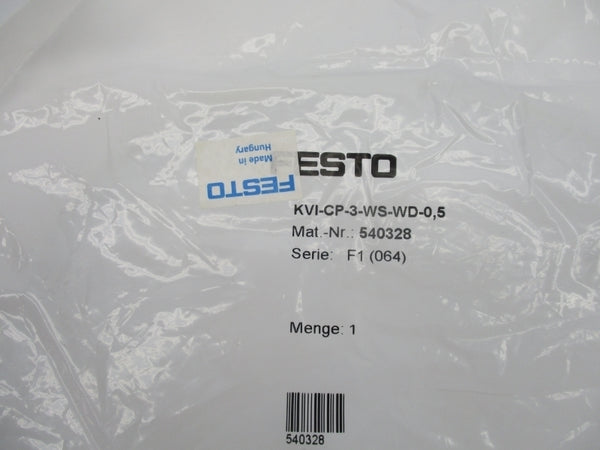 FESTO
Made in
Hungary
FESTO
KVI-CP-3-WS-WD-0,5
Mat.-Nr.: 540328
Serie: F1 (064)
Menge: 1
540328